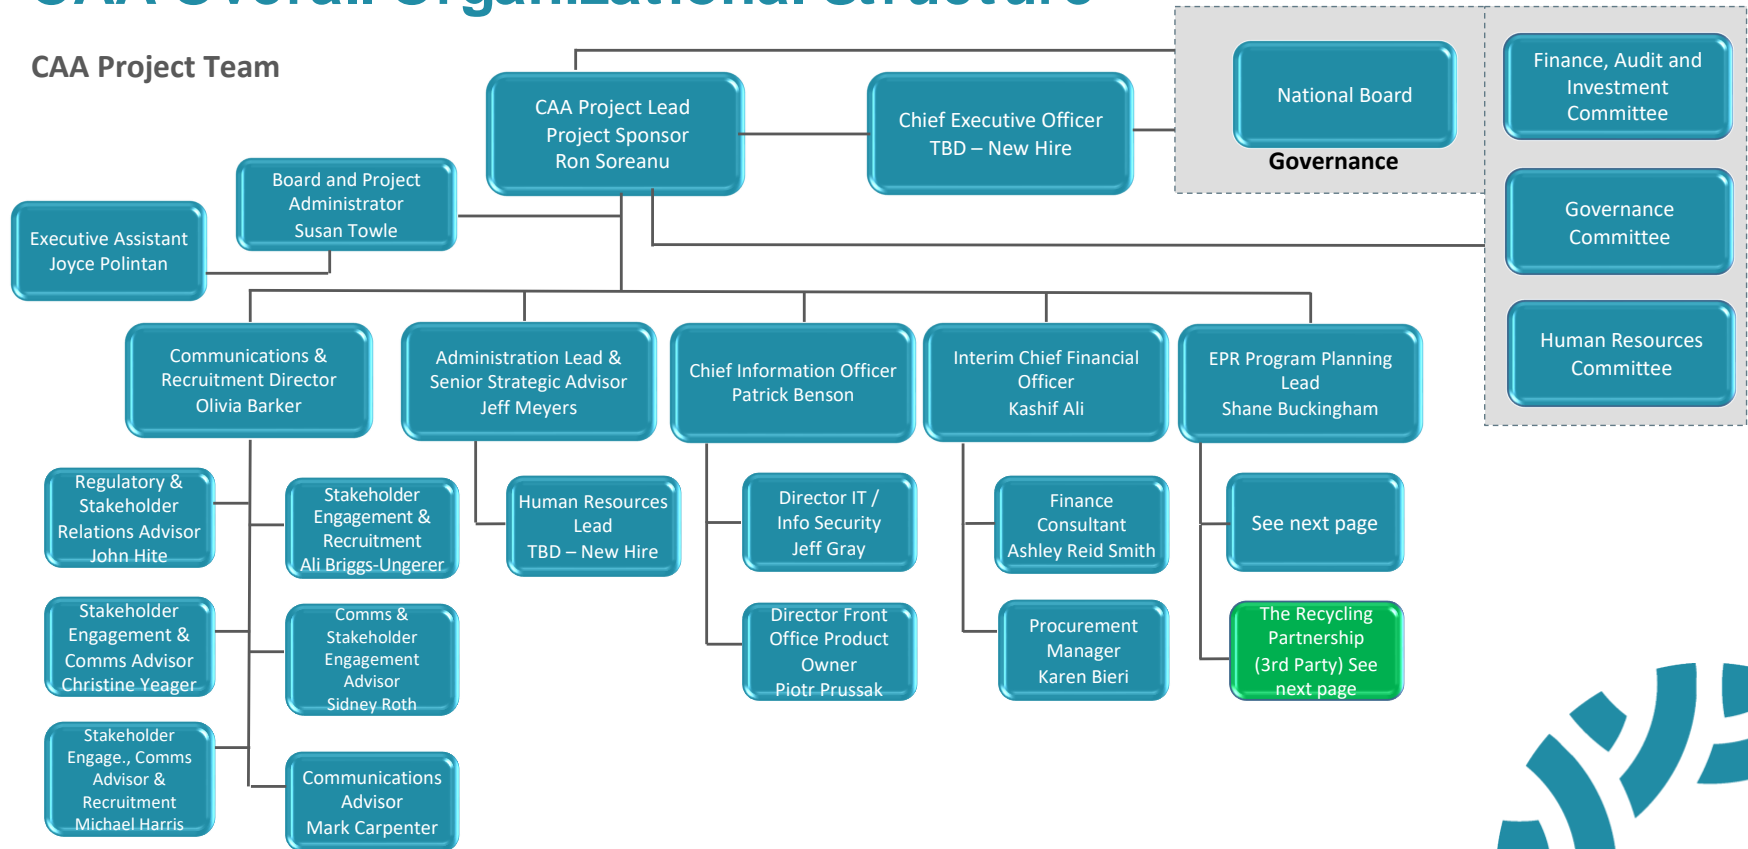 CAA Overall Organizational Structure
CAA Project Team
CAA Project Lead
Project Sponsor
Ron Soreanu
Chief Executive Officer
TBD – New Hire
National Board
Governance
Finance, Audit and
Investment
Committee
Governance
Committee
Human Resources
Committee
Board and Project
Administrator
Susan Towle
Executive Assistant
Joyce Polintan
Communications &
Recruitment Director
Olivia Barker
Administration Lead &
Senior Strategic Advisor
Jeff Meyers
Chief Information Officer
Patrick Benson
Interim Chief Financial
Officer
Kashif Ali
EPR Program Planning
Lead
Shane Buckingham
Regulatory &
Stakeholder
Relations Advisor
John Hite
Stakeholder
Engagement &
Recruitment
Ali Briggs-Ungerer
Human Resources
Lead
TBD – New Hire
Director IT /
Info Security
Jeff Gray
Finance
Consultant
Ashley Reid Smith
See next page
Stakeholder
Engagement &
Comms Advisor
Christine Yeager
Comms &
Stakeholder
Engagement
Advisor
Sidney Roth
Director Front
Office Product
Owner
Piotr Prussak
Procurement
Manager
Karen Bieri
The Recycling
Partnership
(3rd Party) See
next page
Stakeholder
Engage., Comms
Advisor &
Recruitment
Michael Harris
Communications
Advisor
Mark Carpenter